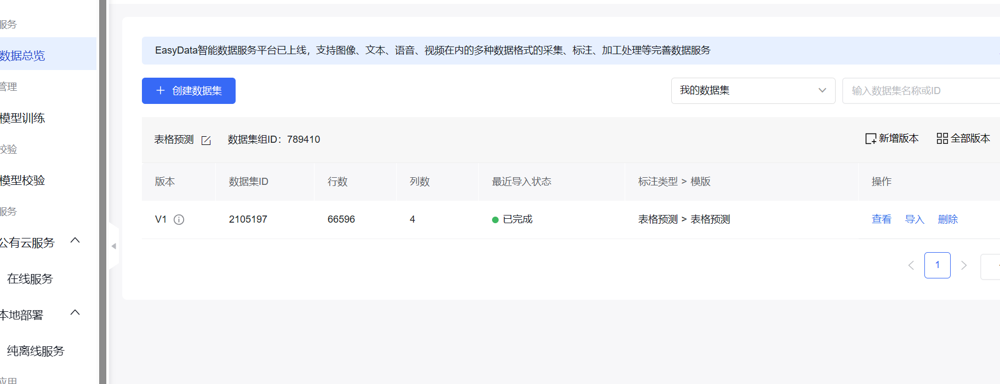 服务
数据总览
管理
模型训练
校验
模型校验
服务
公有云服务
在线服务
本地部署
纯离线服务
应用
EasyData智能数据服务平台已上线，支持图像、文本、语音、视频在内的多种数据格式的采集、标注、加工处理等完善数据服务
创建数据集
我的数据集
输入数据集名称或ID
表格预测 数据集组ID：789410 新增版本 全部版本
版本 数据集ID 行数 列数 最近导入状态 标注类型 > 模版 操作
V1 2105197 66596 4 已完成 表格预测 > 表格预测 查看 导入 删除
1